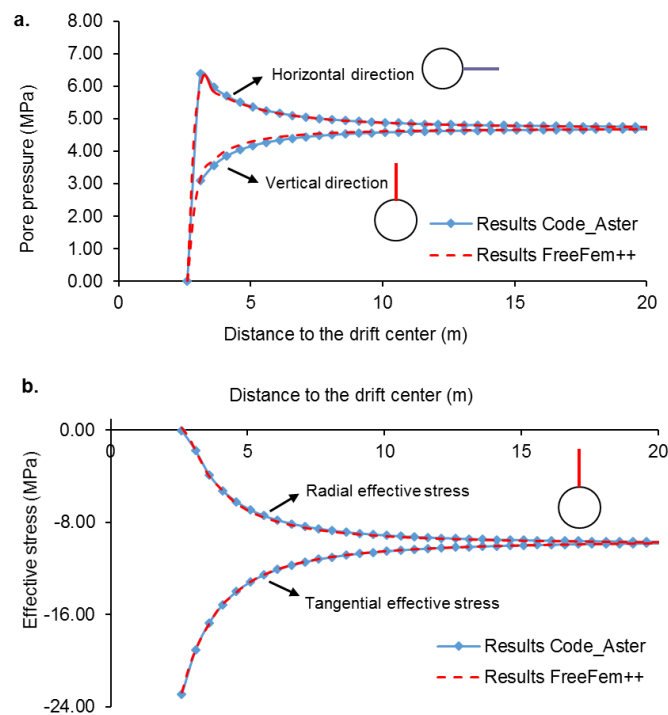 a.
8.00
7.00
6.00
5.00
4.00
3.00
2.00
1.00
0.00
Pore pressure (MPa)
Horizontal direction
Vertical direction
Results Code_Aster
Results FreeFem++
0 5 10 15 20
Distance to the drift center (m)
b.
Distance to the drift center (m)
0.00
-8.00
-16.00
-24.00
Effective stress (MPa)
0 5 10 15 20
Radial effective stress
Tangential effective stress
Results Code_Aster
Results FreeFem++